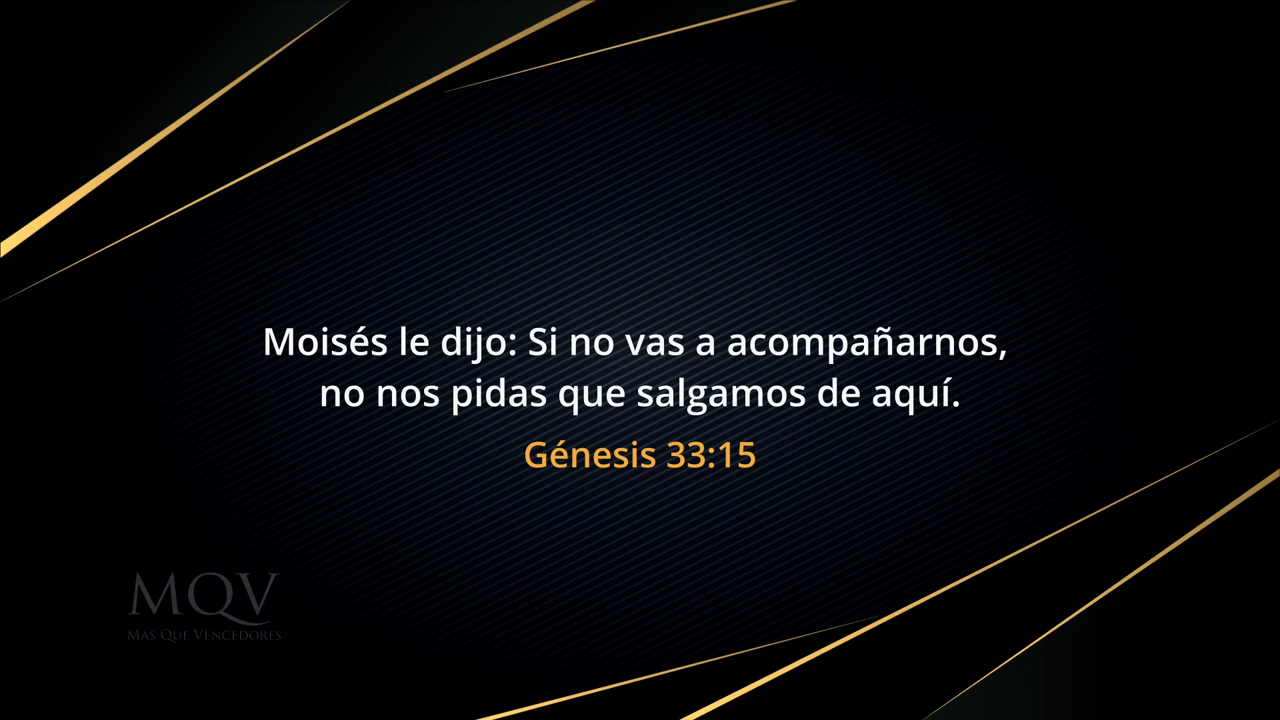 Moisés le dijo: Si no vas a acompañarnos,
no nos pidas que salgamos de aquí.
Génesis 33:15
MQV
MÁS QUE VENCEDORES